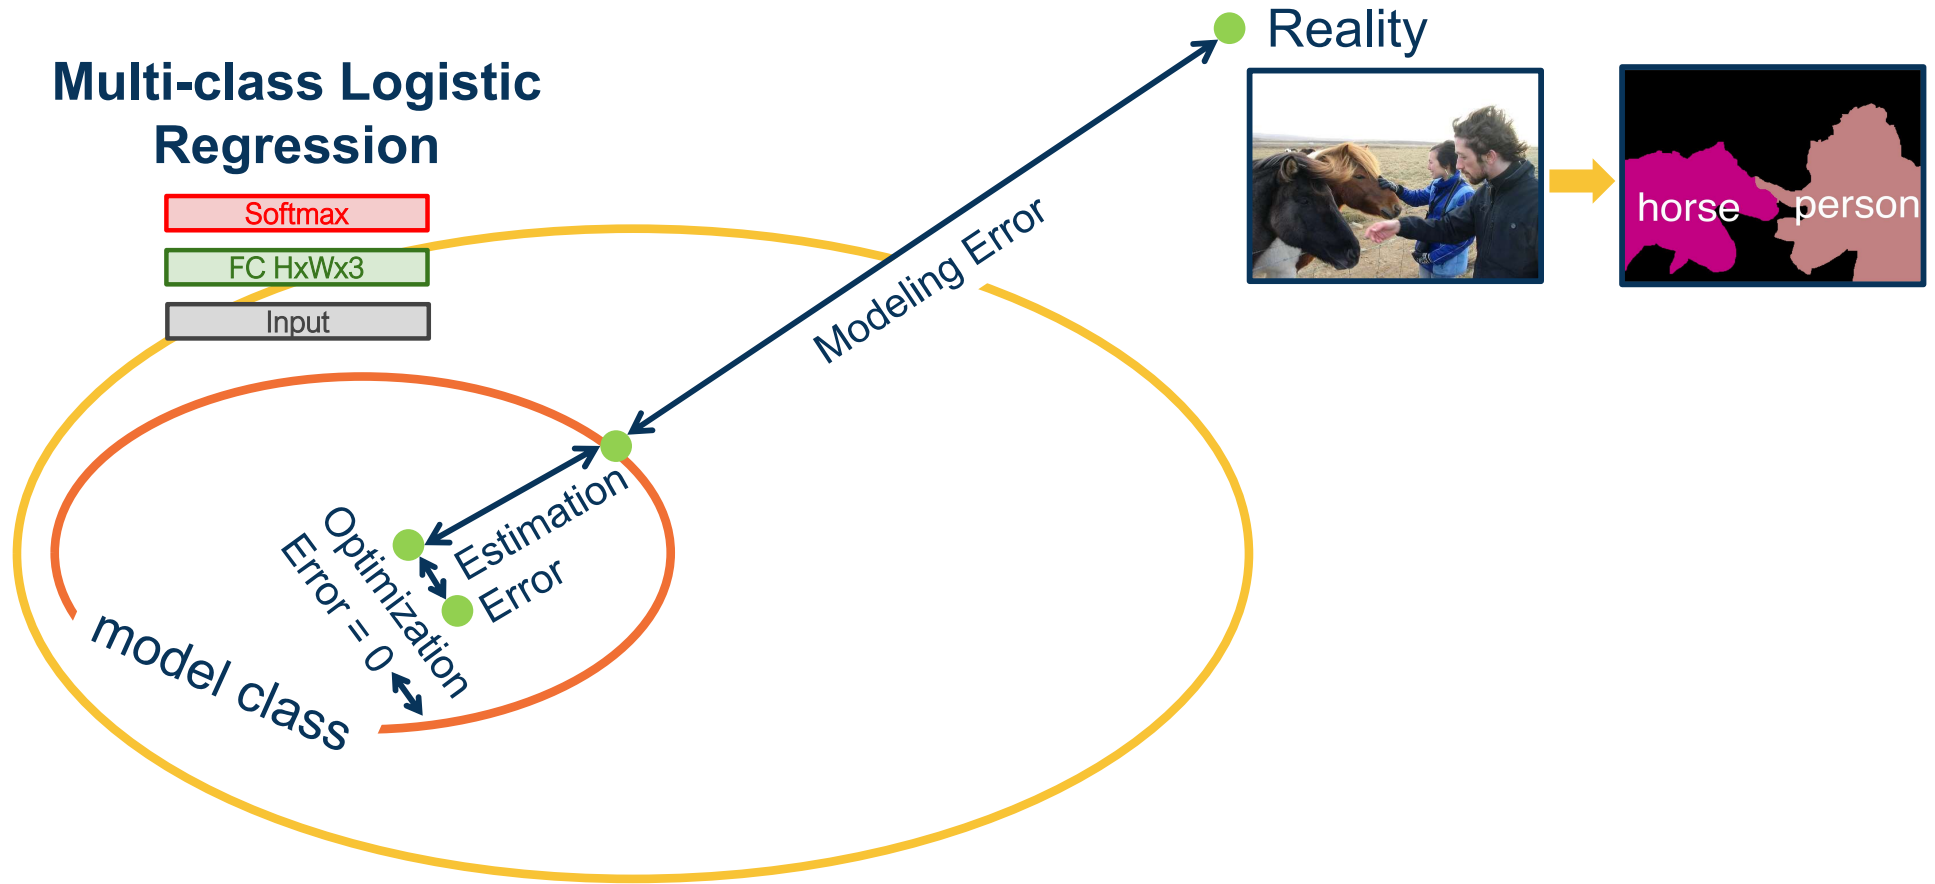 Multi-class Logistic
Regression
Softmax
FC HxWx3
Input
Reality
horse
person
Modeling Error
Estimation
Error
Optimization
Error = 0
model class